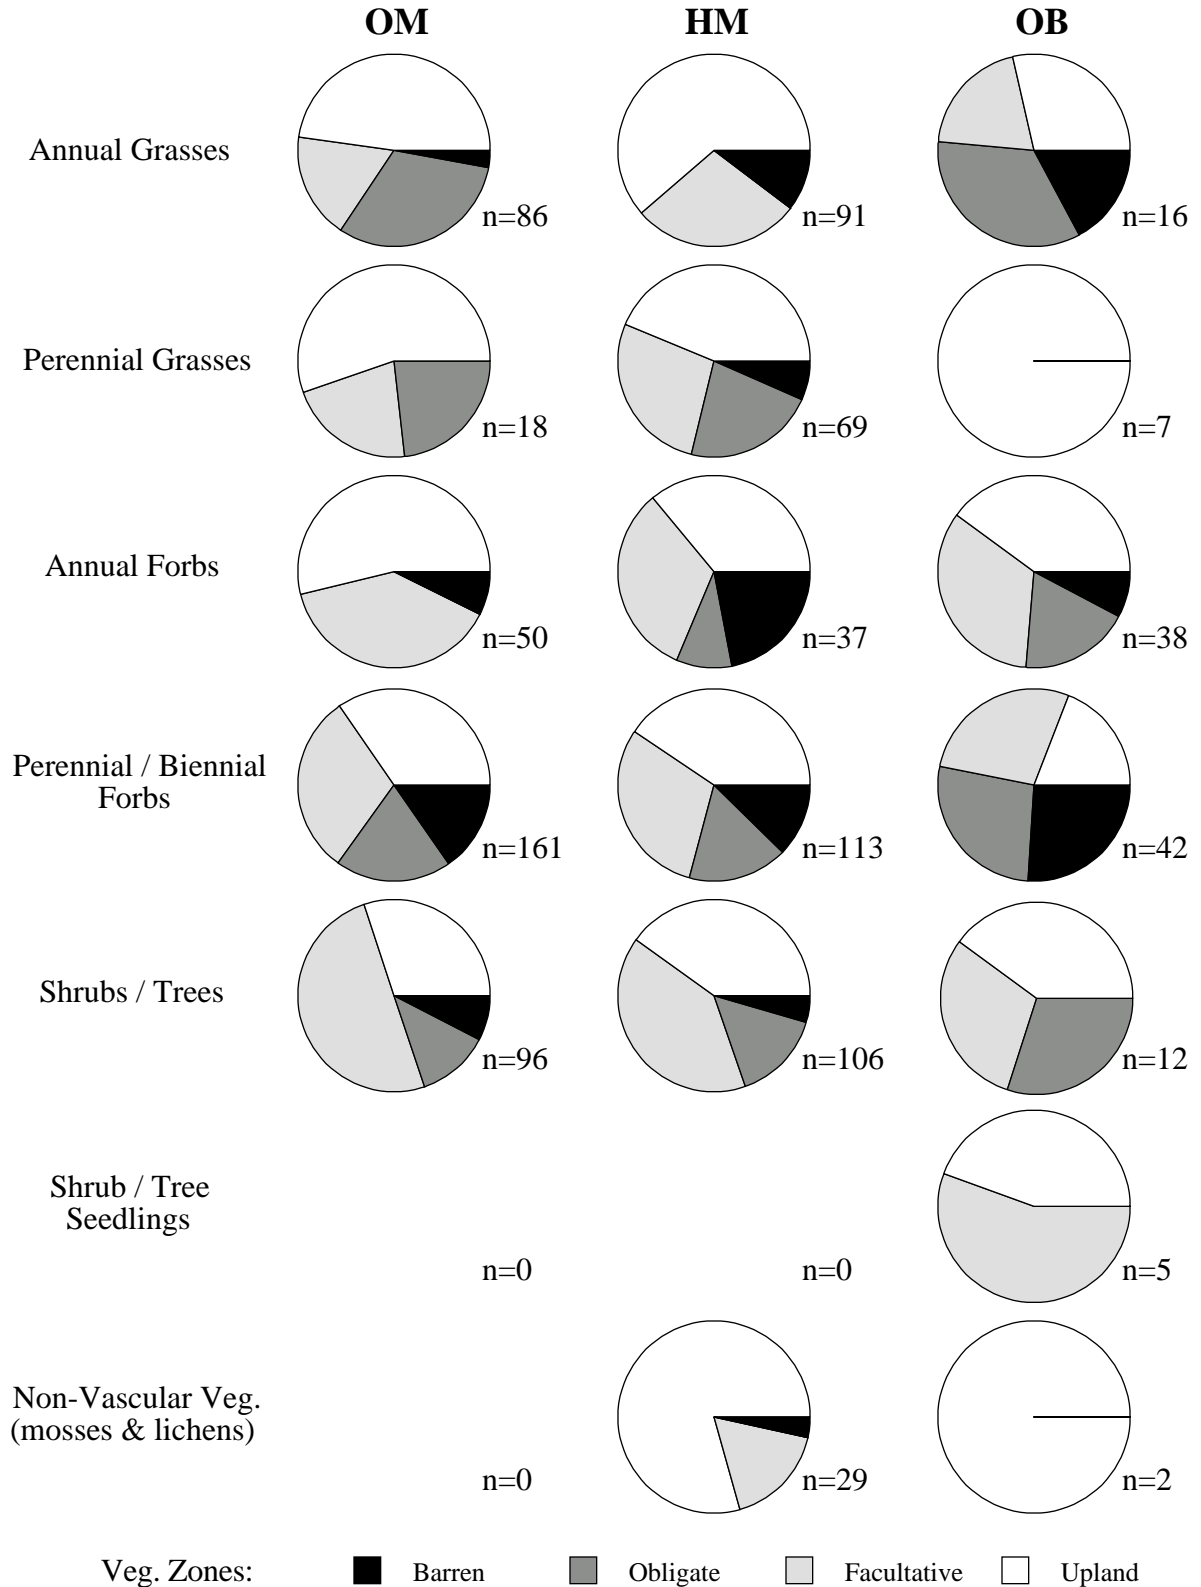 OM HM OB
Annual Grasses
n=86 n=91 n=16
Perennial Grasses
n=18 n=69 n=7
Annual Forbs
n=50 n=37 n=38
Perennial / Biennial
Forbs
n=161 n=113 n=42
Shrubs / Trees
n=96 n=106 n=12
Shrub / Tree
Seedlings
n=0 n=0 n=5
Non-Vascular Veg.
(mosses & lichens)
n=0 n=29 n=2
Veg. Zones: Barren Obligate Facultative Upland